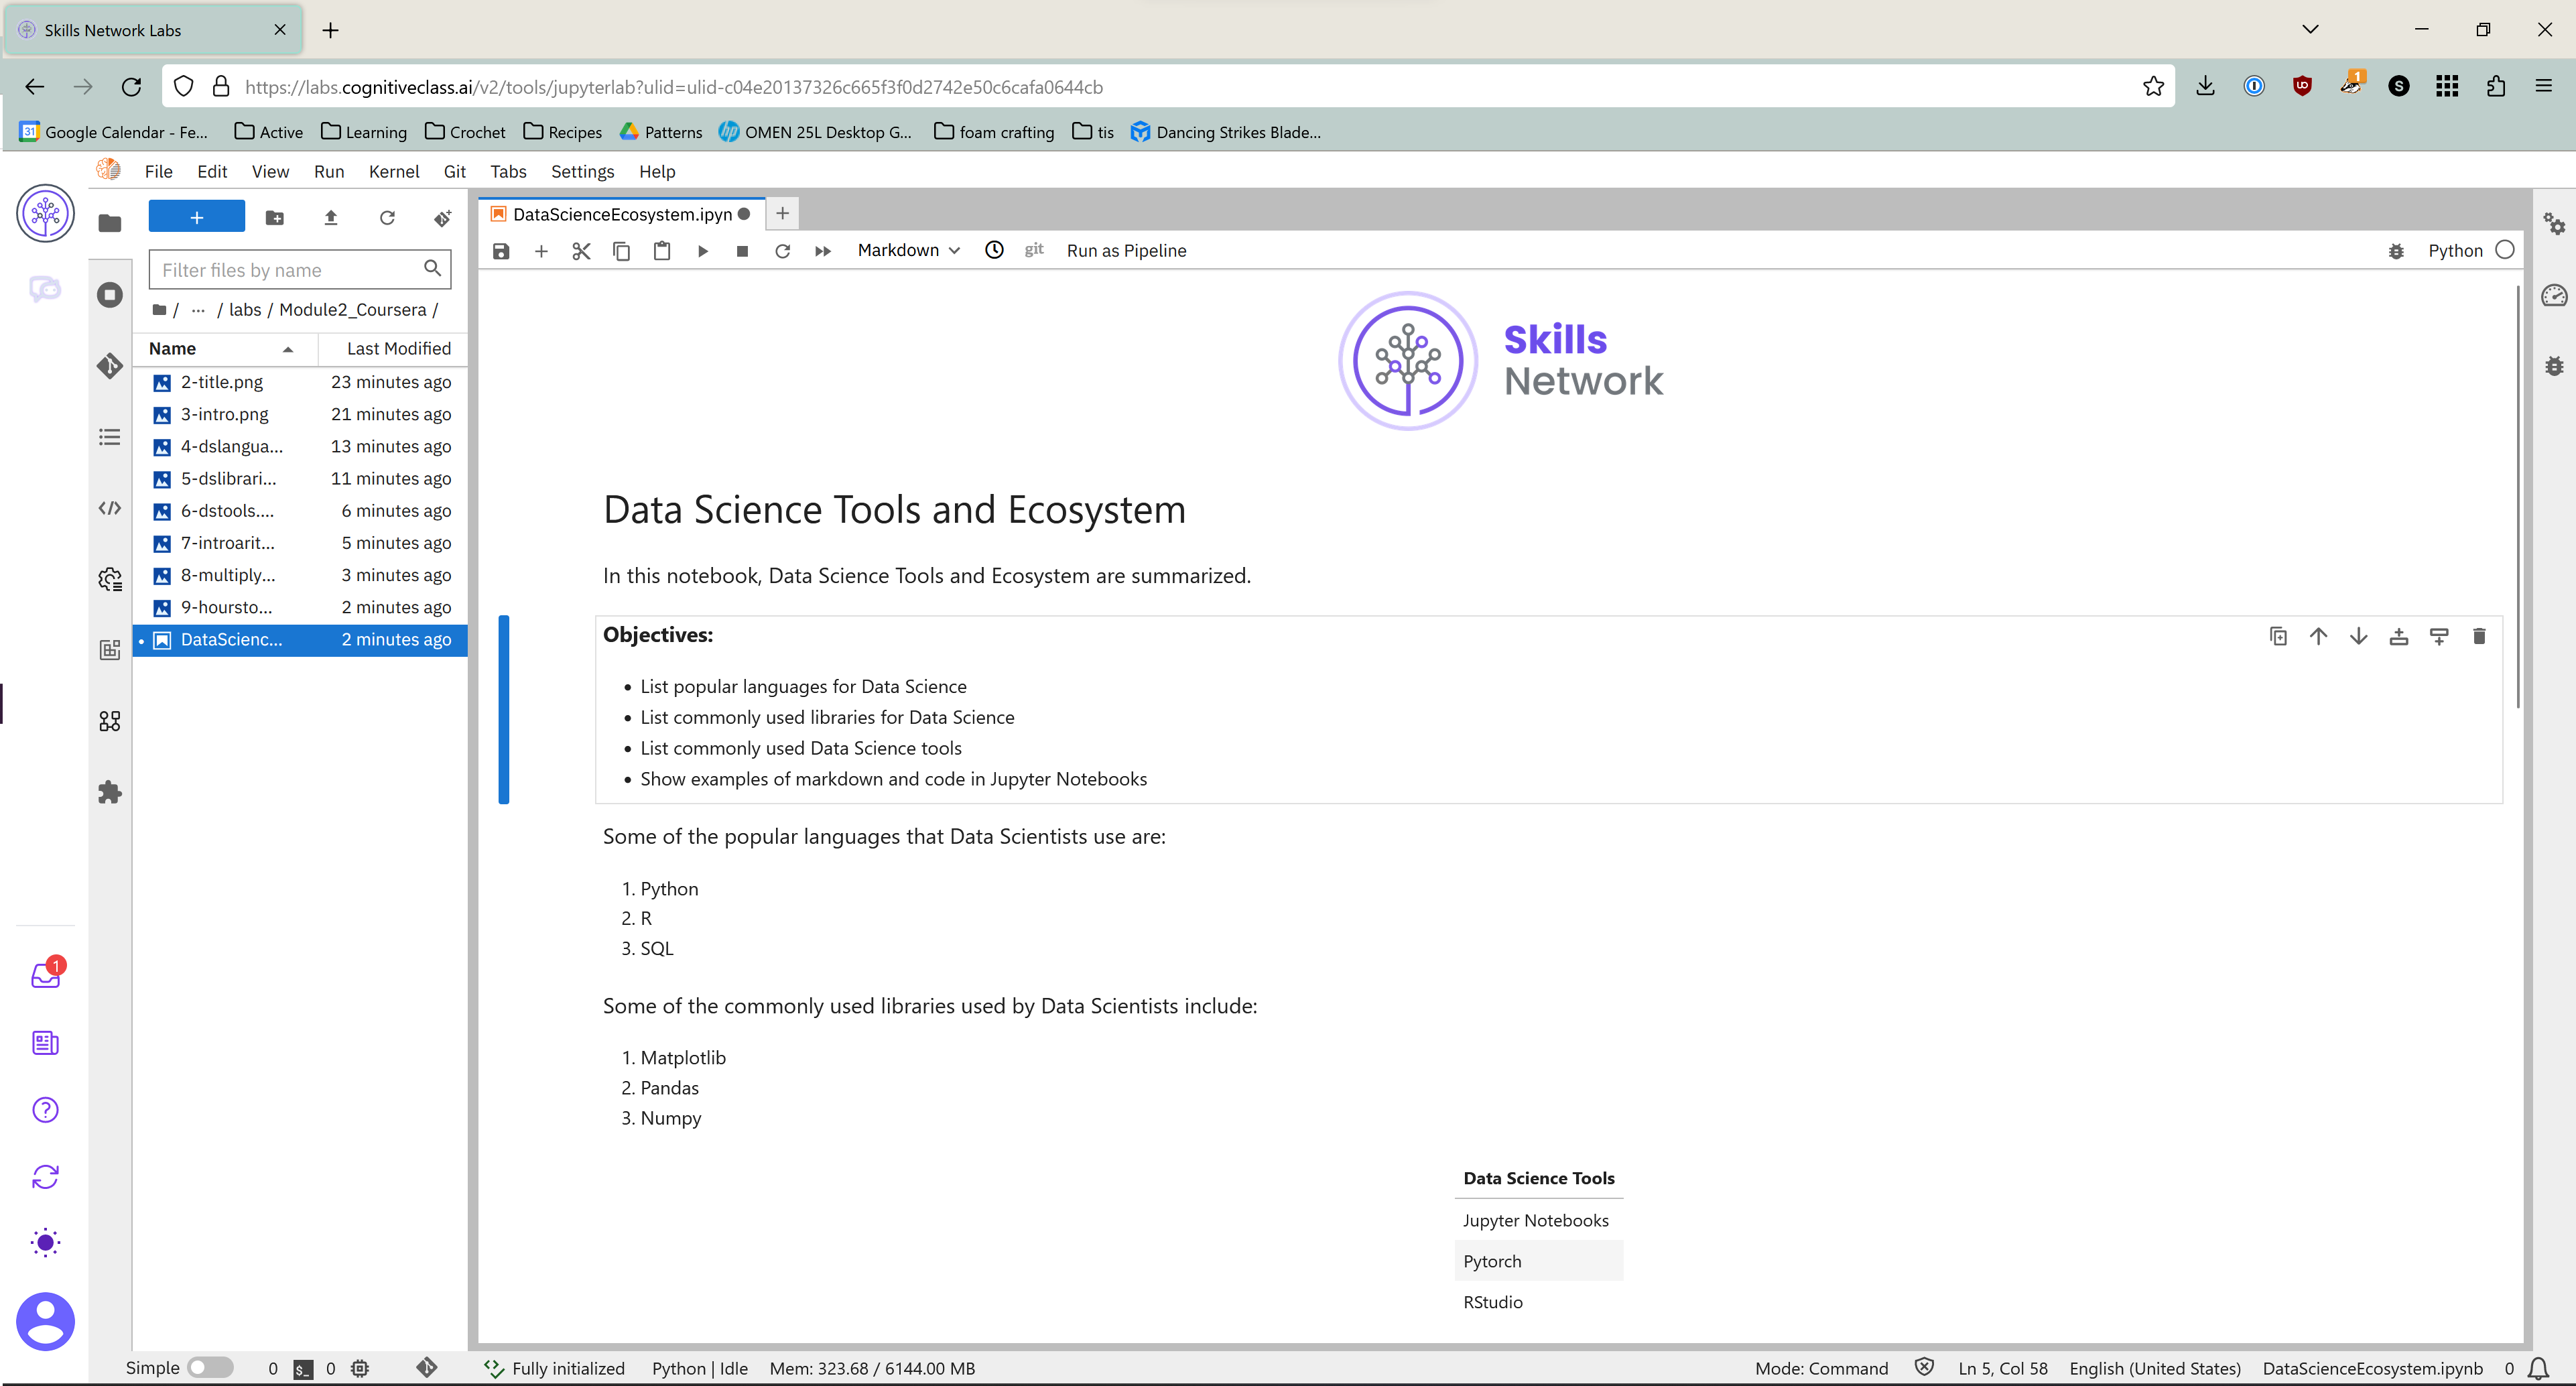 Skills Network Labs
https://labs.cognitiveclass.ai/v2/tools/jupyterlab?ulid=ulid-c04e20137326c665f3f0d2742e50c6cafa0644cb
1
S
31 Google Calendar - Fe... Active Learning Crochet Recipes Patterns hp OMEN 25L Desktop G... foam crafting tis Dancing Strikes Blade...
File Edit View Run Kernel Git Tabs Settings Help
DataScienceEcosystem.ipyn
Markdown git Run as Pipeline Python
Filter files by name
/ ... / labs / Module2_Coursera /
Name Last Modified
2-title.png 23 minutes ago
3-intro.png 21 minutes ago
4-dslangua... 13 minutes ago
5-dslibrari... 11 minutes ago
6-dstools.... 6 minutes ago
7-introarit... 5 minutes ago
8-multiply... 3 minutes ago
9-hoursto... 2 minutes ago
DataScienc... 2 minutes ago
Skills
Network
Data Science Tools and Ecosystem
In this notebook, Data Science Tools and Ecosystem are summarized.
Objectives:
• List popular languages for Data Science
• List commonly used libraries for Data Science
• List commonly used Data Science tools
• Show examples of markdown and code in Jupyter Notebooks
Some of the popular languages that Data Scientists use are:
1. Python
2. R
3. SQL
Some of the commonly used libraries used by Data Scientists include:
1. Matplotlib
2. Pandas
3. Numpy
Data Science Tools
Jupyter Notebooks
Pytorch
RStudio
1
Simple 0 $_ 0 Fully initialized Python | Idle Mem: 323.68 / 6144.00 MB Mode: Command Ln 5, Col 58 English (United States) DataScienceEcosystem.ipynb 0